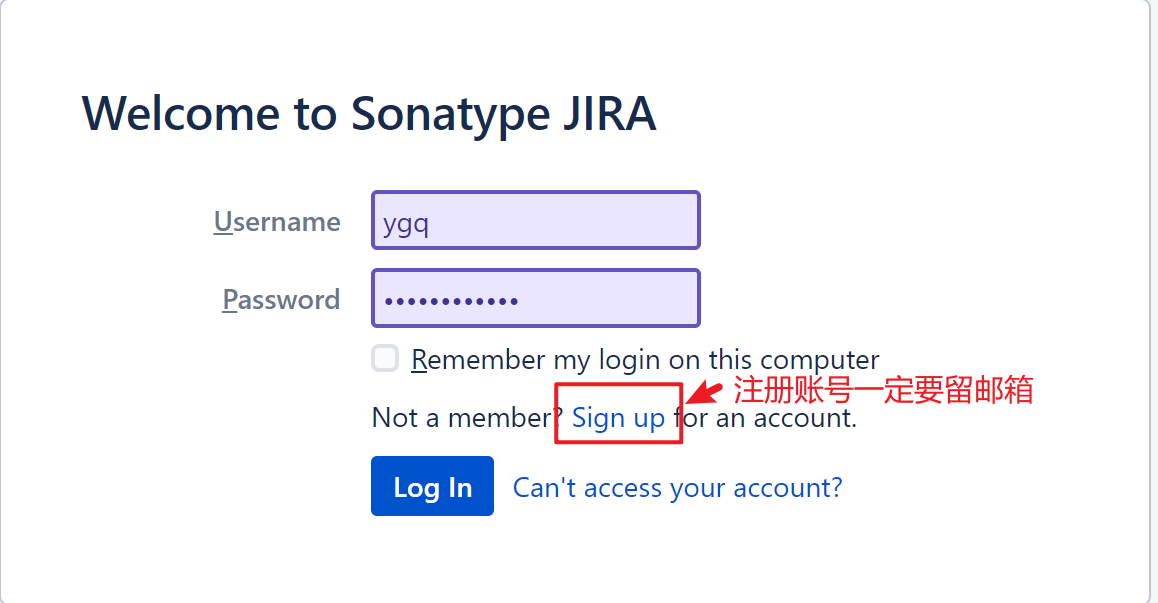 Welcome to Sonatype JIRA
Username
ygq
Password
••••••••••••
Remember my login on this computer
注册账号一定要留邮箱
Not a member? Sign up for an account.
Log In
Can't access your account?